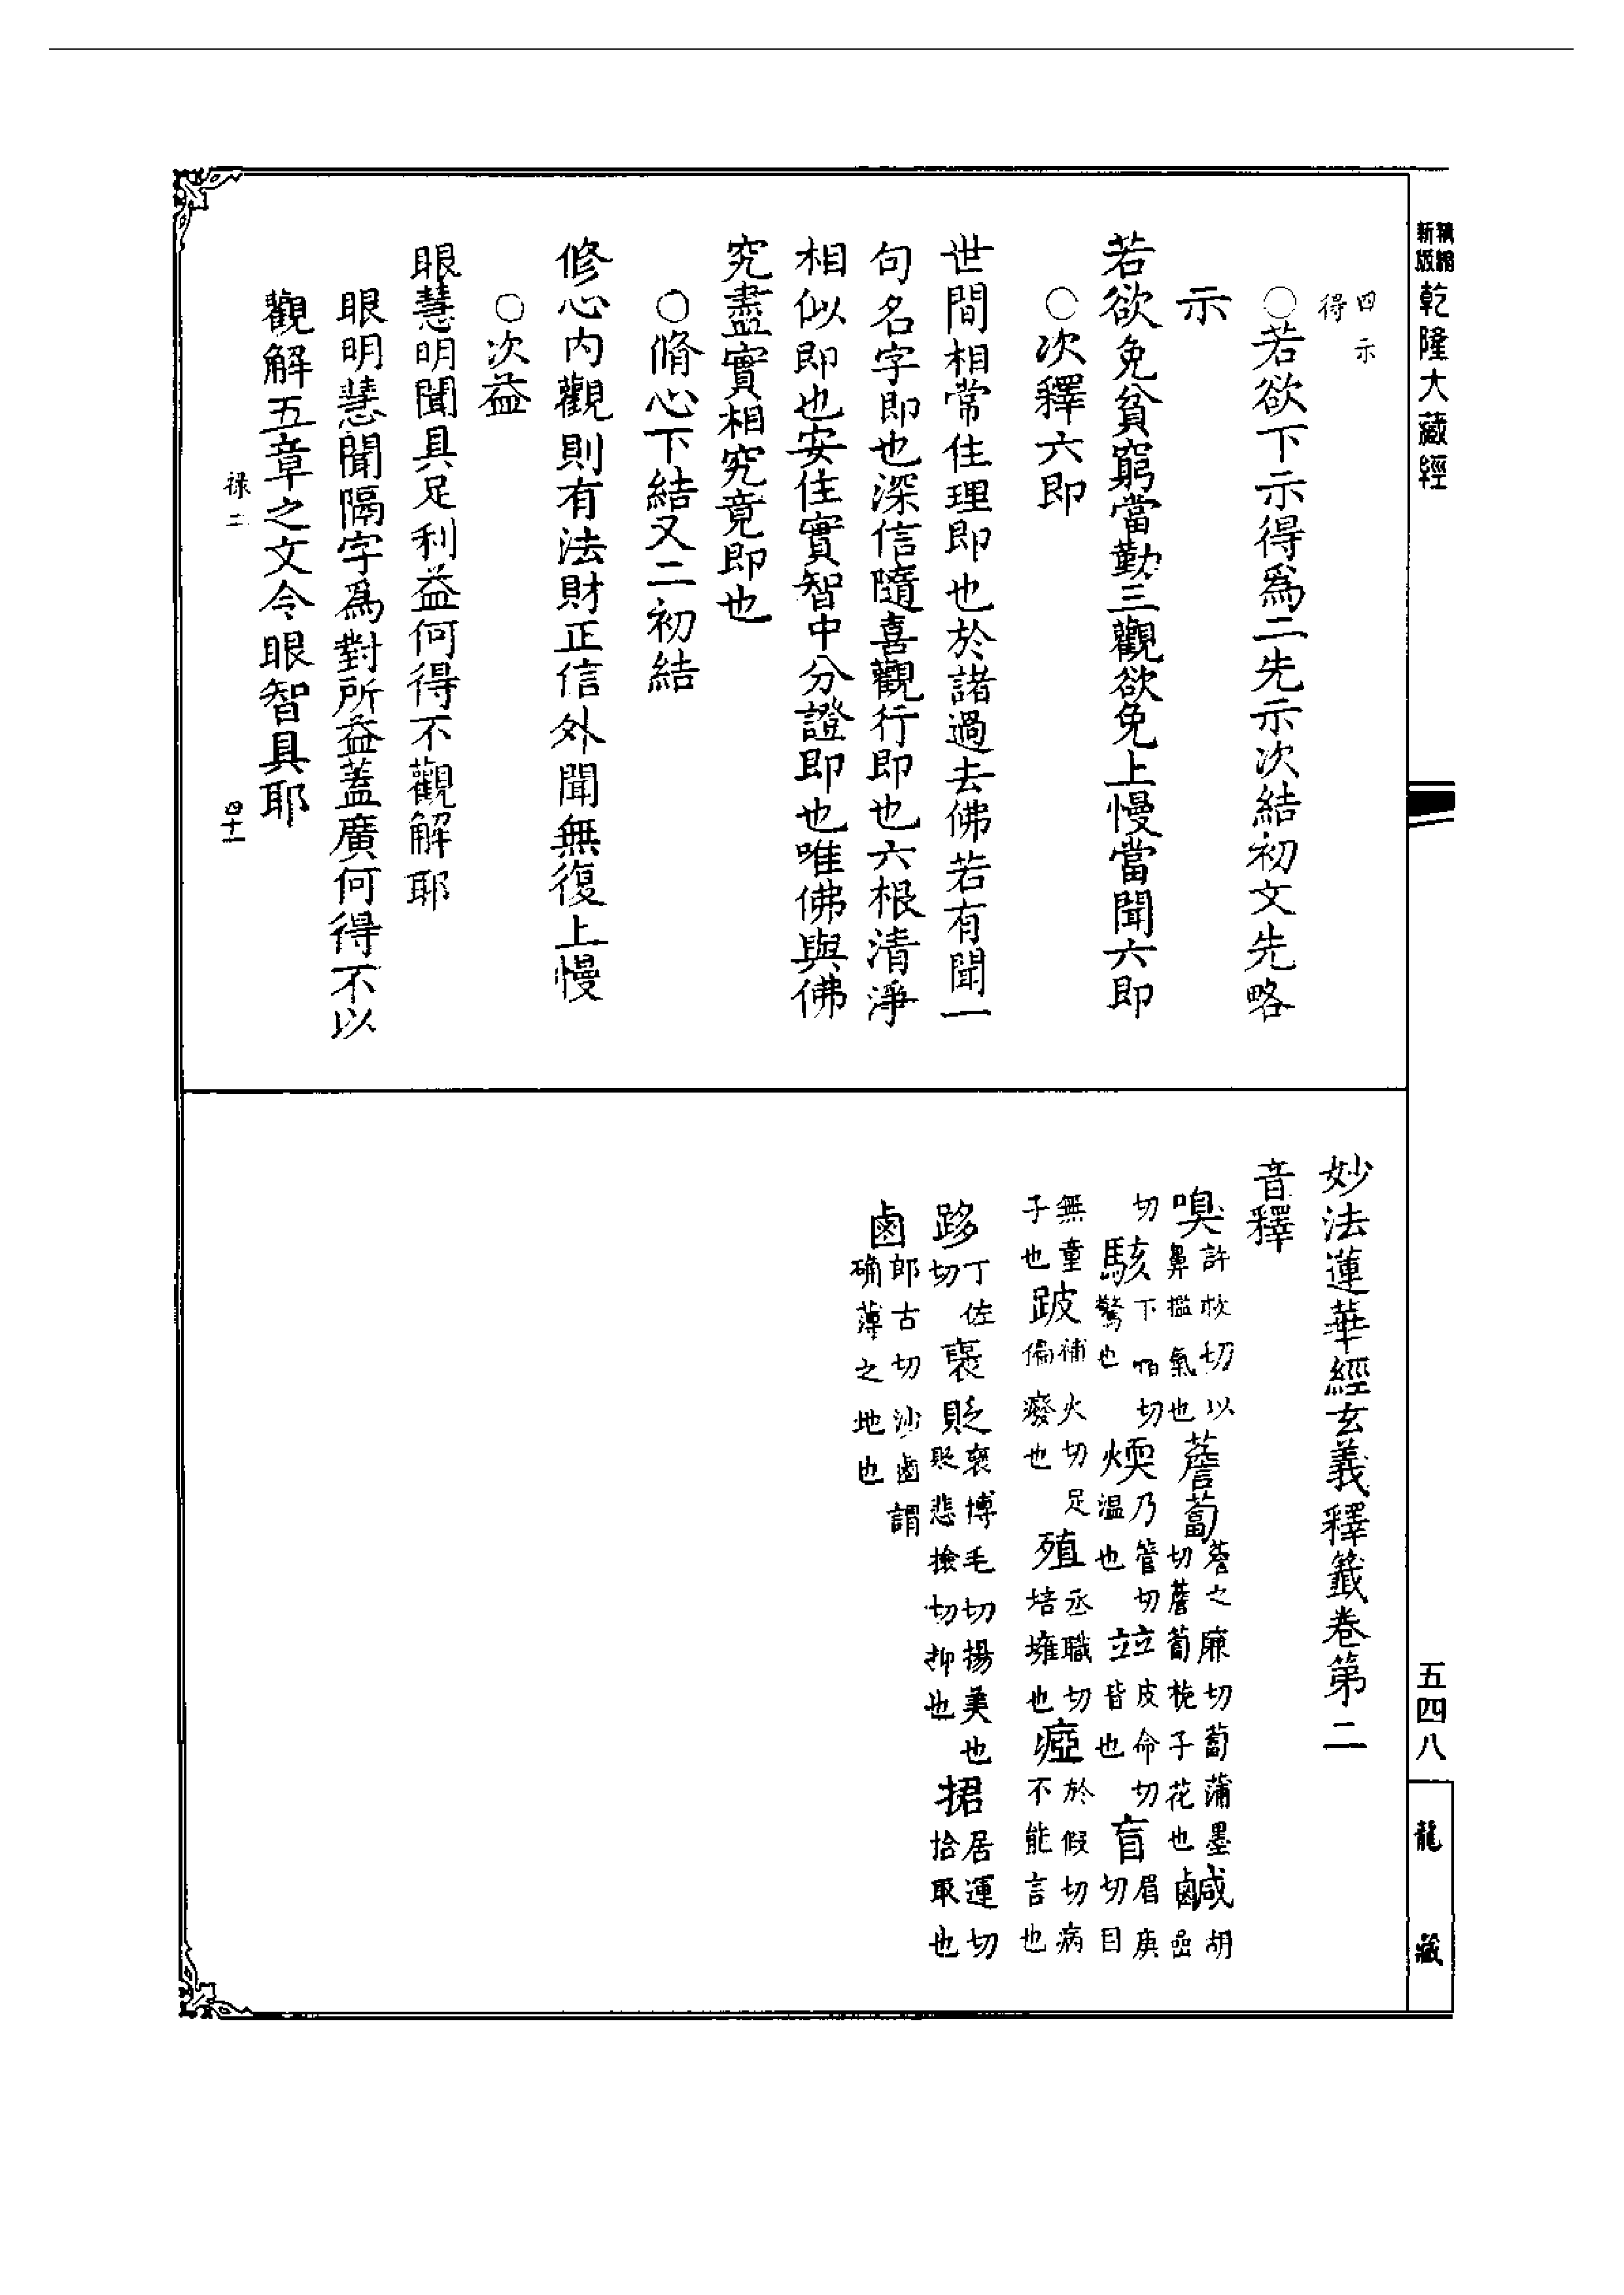 新版精縮乾隆大藏經
四示
得
○若欲下示得爲二先示次結初文先略
示
若欲免貧窮當勤三觀欲免上慢當聞六即
○次釋六即
世間相常住理即也於諸過去佛若有聞一
句名字即也深信隨喜觀行即也六根清淨
相似即也安住實智中分證即也唯佛與佛
究盡實相究竟即也
○脩心下結又二初結
修心內觀則有法財正信外聞無復上慢
○次益
眼慧明聞具足利益何得不觀解耶
眼明慧聞隔字爲對所益蓋廣何得不以
觀解五章之文令眼智具耶
祿二 四十一
妙法蓮華經玄義釋籤卷第二
音釋
嗅許救切以鼻搵氣也 薝蔔薝之廉切蔔蒲墨切薝蔔梔子花也 鹹胡嵒
切 駭下楷切驚也 煗乃管切溫也 竝皮命切皆也 盲眉庚切目
無童子也 跛補火切足偏癈也 殖丞職切培壅也 瘂於假切病不能言也
跢丁佐切 褒貶褒博毛切揚美也貶悲撿切抑也 捃居運切拾取也
鹵郎古切沙鹵謂确薄之地也
五四八
龍藏